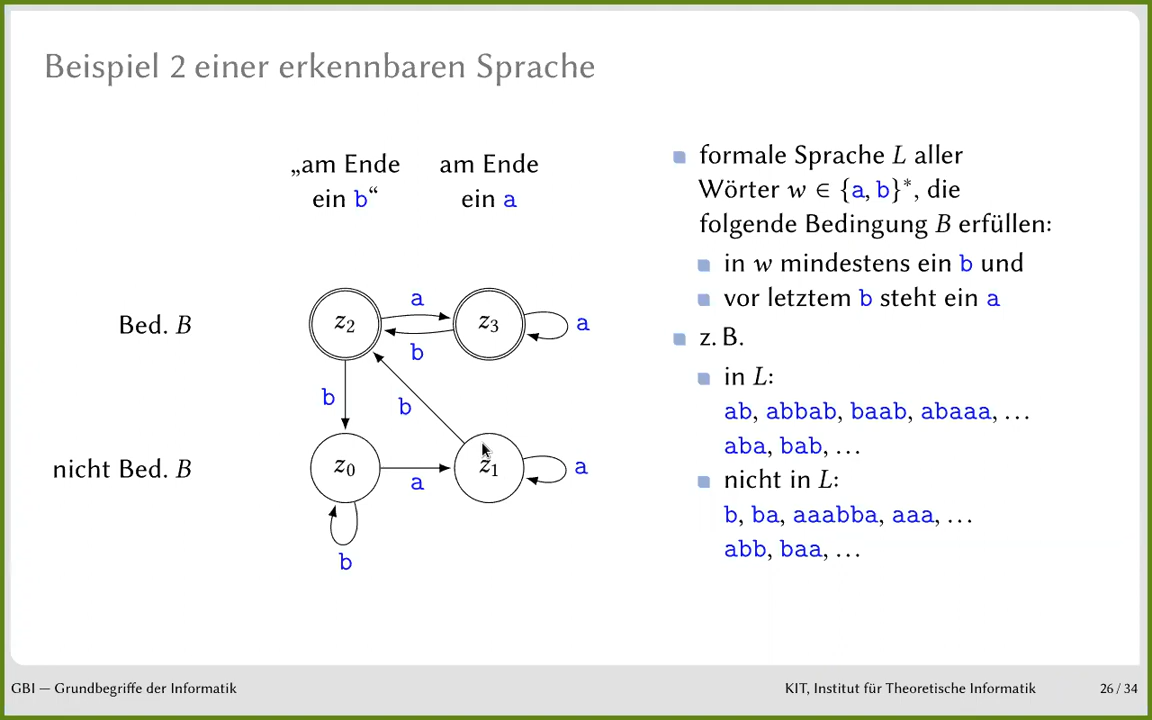 Beispiel 2 einer erkennbaren Sprache
„am Ende
ein b“
am Ende
ein a
Bed. B
z2
a
b
z3
a
b
b
nicht Bed. B
z0
a
z1
a
b
formale Sprache L aller
Wörter w ∈ {a, b}*, die
folgende Bedingung B erfüllen:
in w mindestens ein b und
vor letztem b steht ein a
z. B.
in L:
ab, abbab, baab, abaaa, . . .
aba, bab, . . .
nicht in L:
b, ba, aaabba, aaa, . . .
abb, baa, . . .
GBI — Grundbegriffe der Informatik
KIT, Institut für Theoretische Informatik
26 / 34